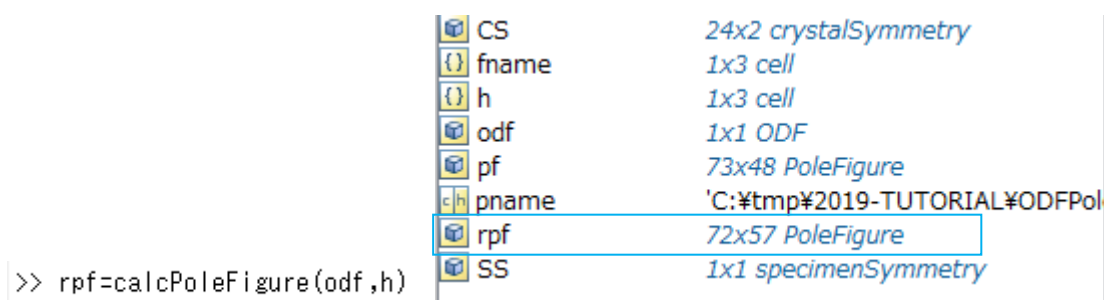 CS 24x2 crystalSymmetry
fname 1x3 cell
h 1x3 cell
odf 1x1 ODF
pf 73x48 PoleFigure
pname 'C:¥tmp¥2019-TUTORIAL¥ODFPol
rpf 72x57 PoleFigure
SS 1x1 specimenSymmetry
>> rpf=calcPoleFigure(odf,h)